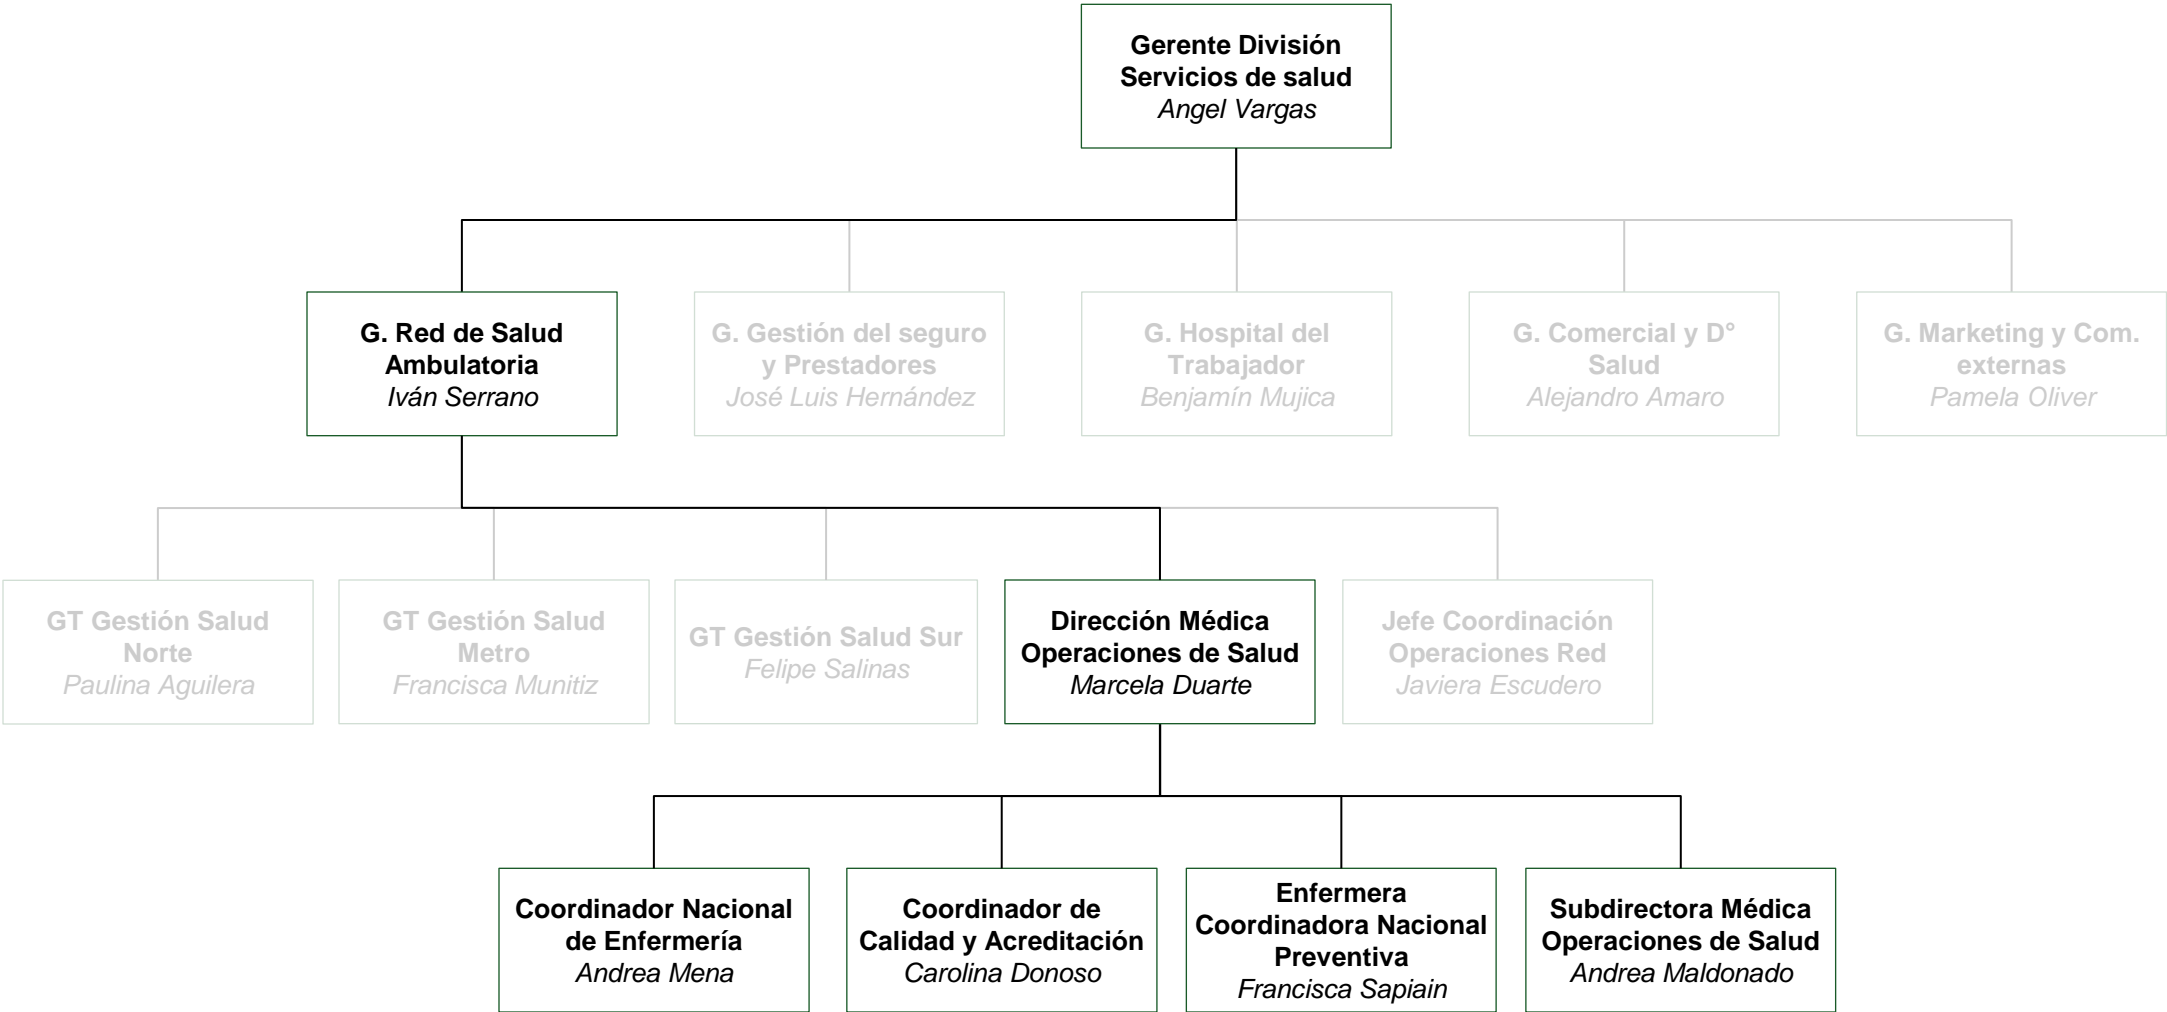 Gerente División
Servicios de salud
Angel Vargas
G. Red de Salud
Ambulatoria
Iván Serrano
G. Gestión del seguro
y Prestadores
José Luis Hernández
G. Hospital del
Trabajador
Benjamín Mujica
G. Comercial y D°
Salud
Alejandro Amaro
G. Marketing y Com.
externas
Pamela Oliver
GT Gestión Salud
Norte
Paulina Aguilera
GT Gestión Salud
Metro
Francisca Munitiz
GT Gestión Salud Sur
Felipe Salinas
Dirección Médica
Operaciones de Salud
Marcela Duarte
Jefe Coordinación
Operaciones Red
Javiera Escudero
Coordinador Nacional
de Enfermería
Andrea Mena
Coordinador de
Calidad y Acreditación
Carolina Donoso
Enfermera
Coordinadora Nacional
Preventiva
Francisca Sapiain
Subdirectora Médica
Operaciones de Salud
Andrea Maldonado